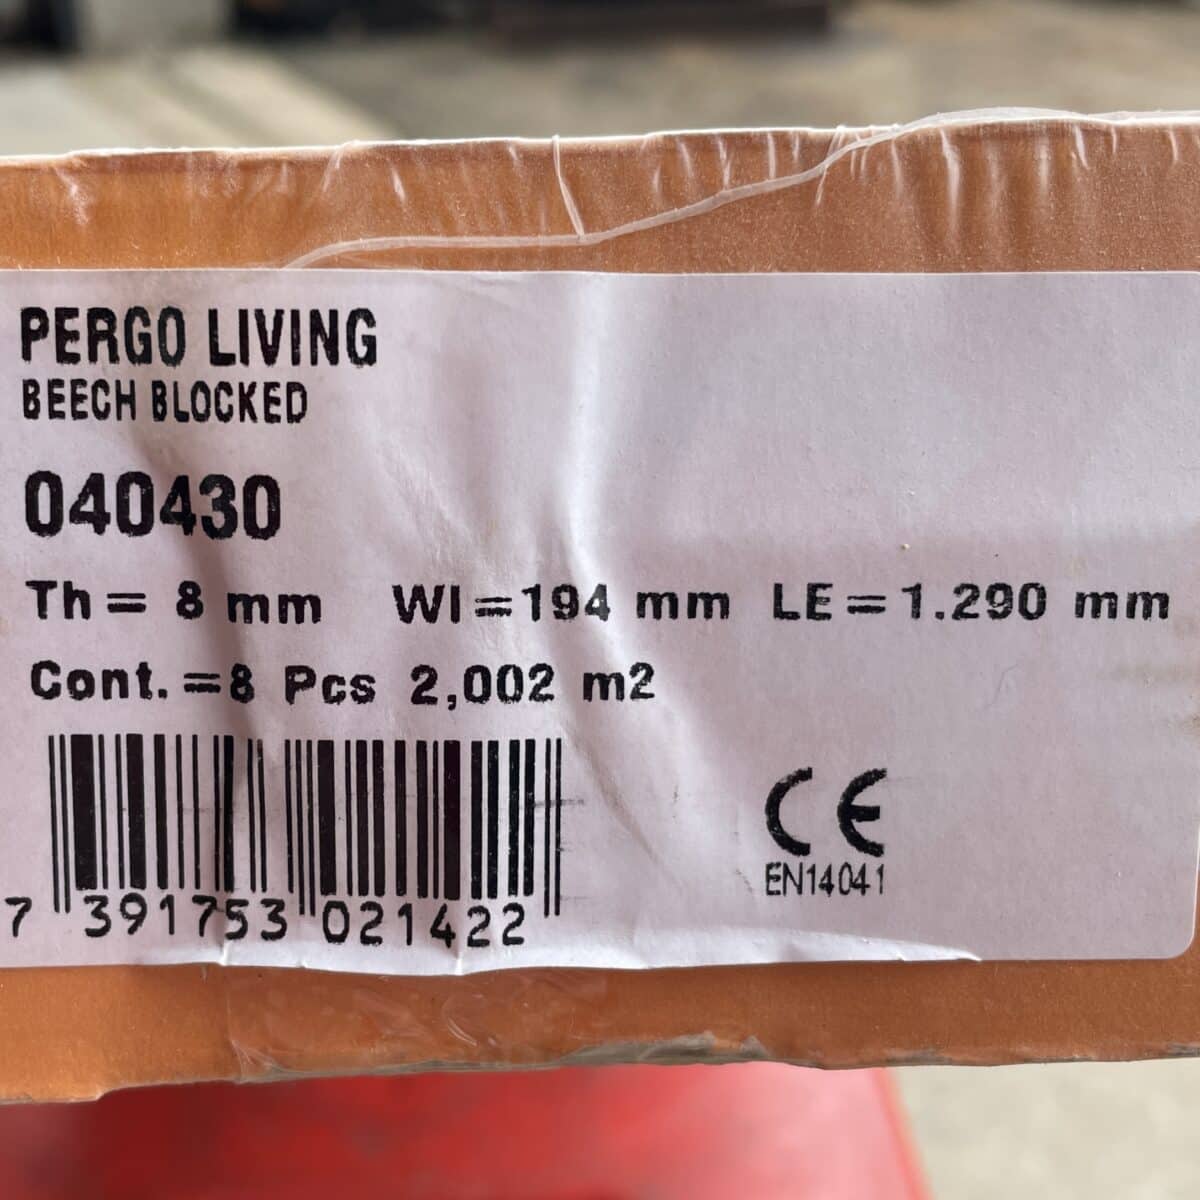 PERGO LIVING
BEECH BLOCKED
040430
Th= 8 mm WI=194 mm LE=1.290 mm
Cont.=8 Pcs 2,002 m2
CE
EN14041
7 391753 021422